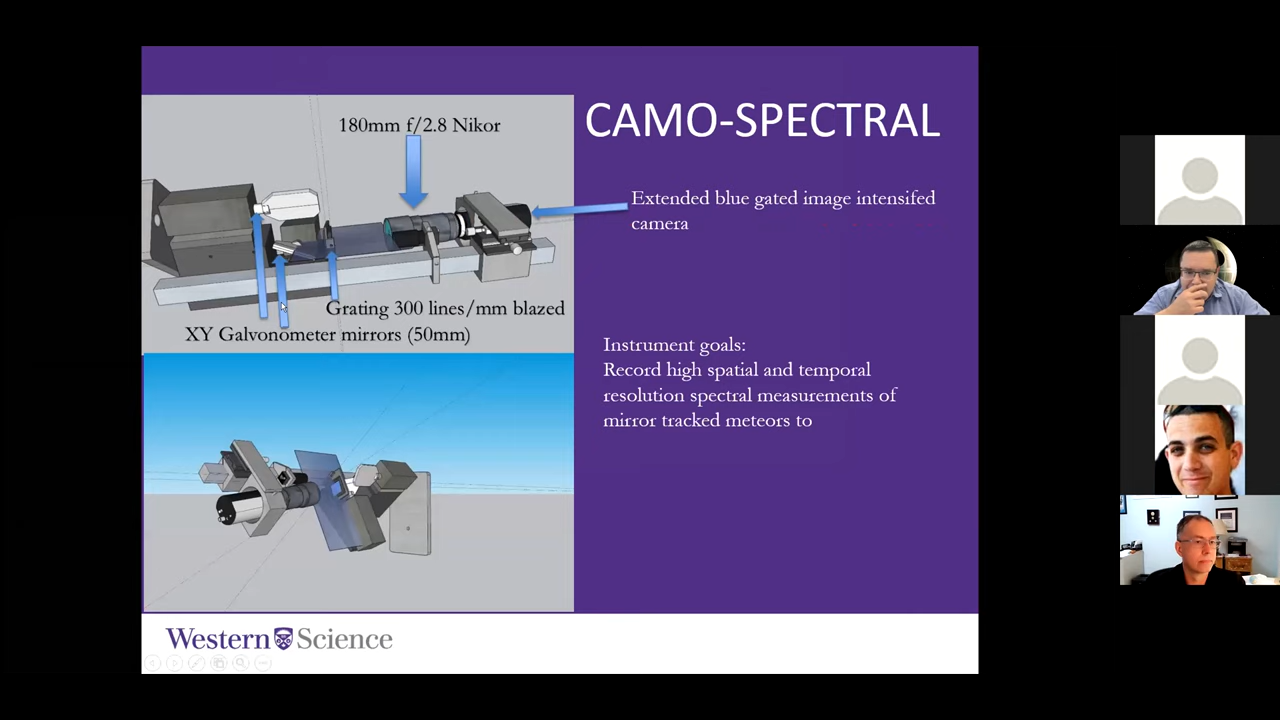 CAMO-SPECTRAL
180mm f/2.8 Nikor
Extended blue gated image intensifed
camera
Grating 300 lines/mm blazed
XY Galvonometer mirrors (50mm)
Instrument goals:
Record high spatial and temporal
resolution spectral measurements of
mirror tracked meteors to
Western Science